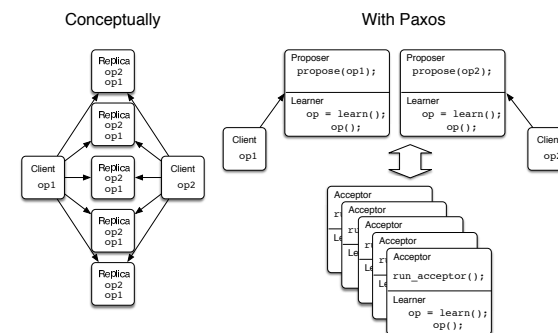 Conceptually
Replica
op2
op1
Replica
op2
op1
Client
op1
Replica
op2
op1
Client
op2
Replica
op2
op1
Replica
op2
op1
With Paxos
Proposer
propose(op1);
Learner
op = learn();
op();
Proposer
propose(op2);
Learner
op = learn();
op();
Client
op1
Client
Acceptor
Acceptor
Acceptor
Acceptor
Acceptor
run_acceptor();
Learner
op = learn();
op();